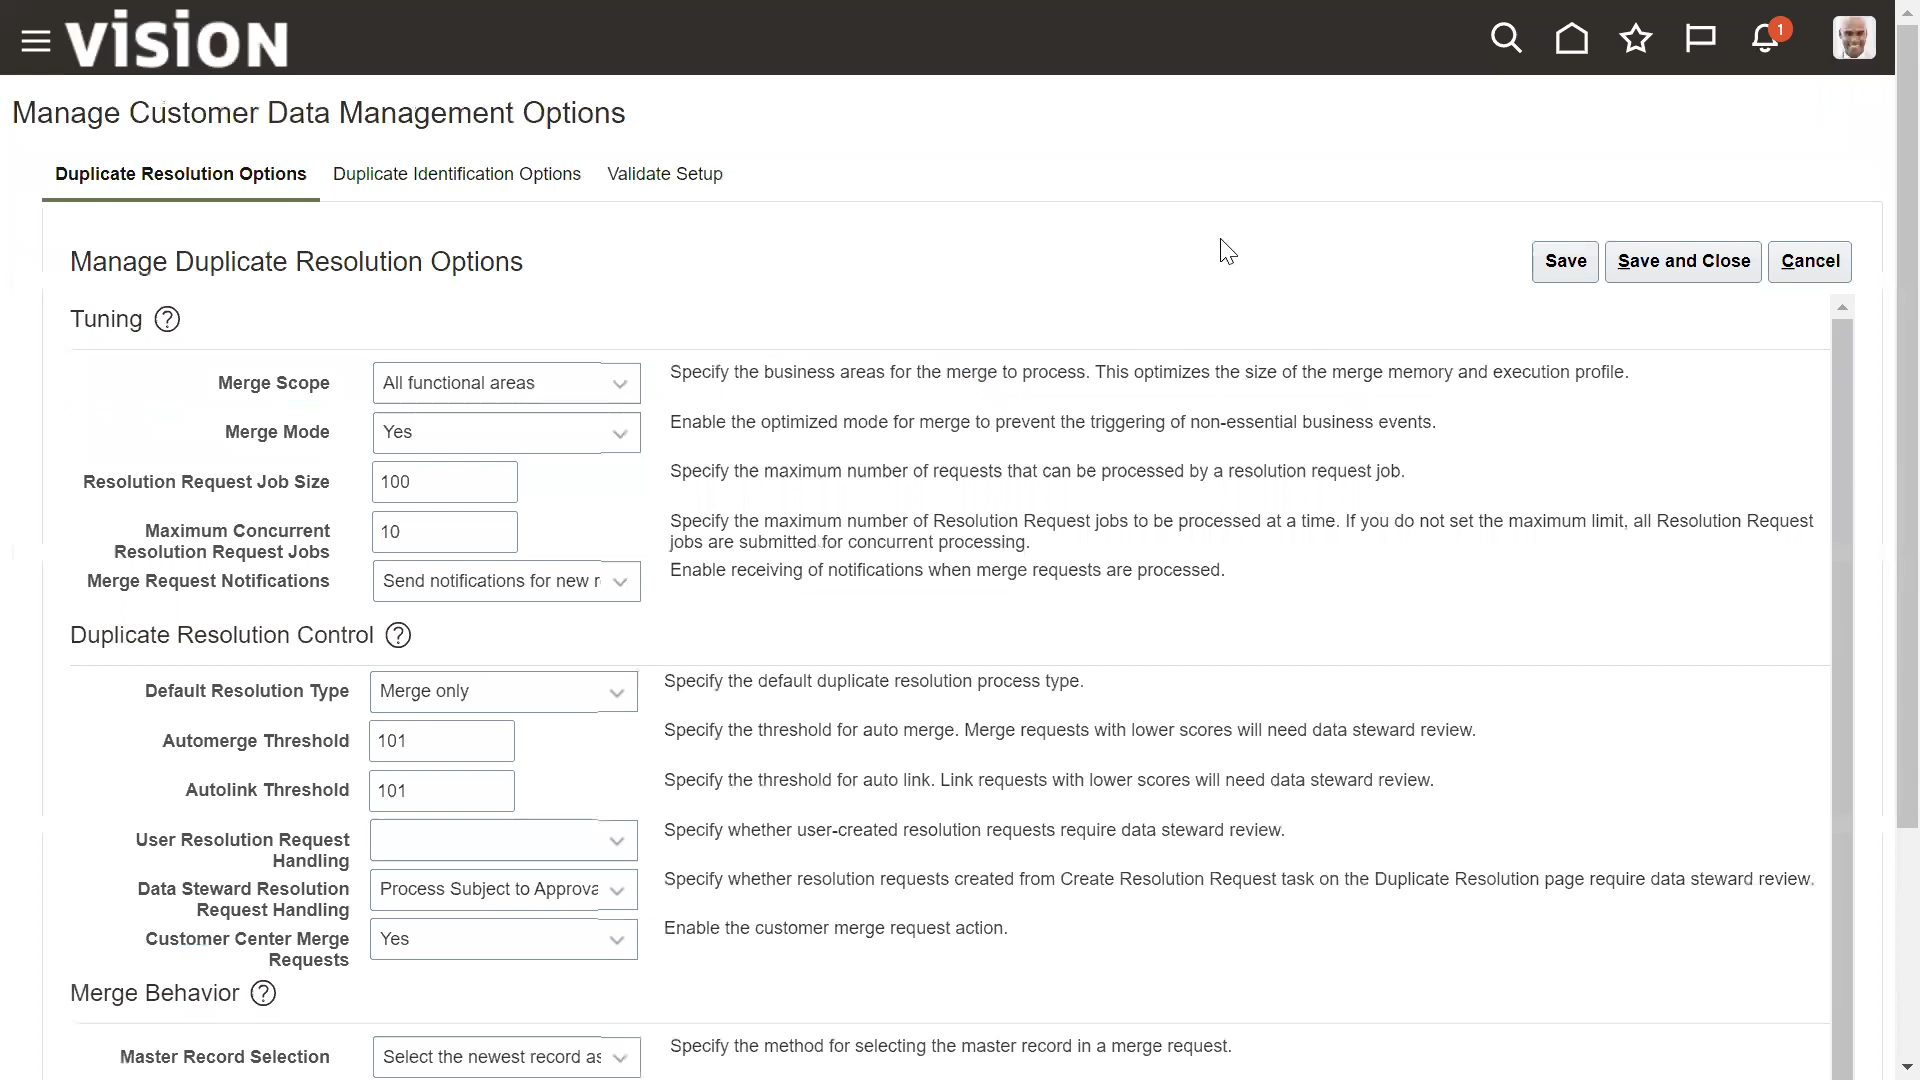 vision
1
Manage Customer Data Management Options
Duplicate Resolution Options Duplicate Identification Options Validate Setup
Manage Duplicate Resolution Options Save Save and Close Cancel
Tuning ?
Merge Scope All functional areas Specify the business areas for the merge to process. This optimizes the size of the merge memory and execution profile.
Merge Mode Yes Enable the optimized mode for merge to prevent the triggering of non-essential business events.
Resolution Request Job Size 100 Specify the maximum number of requests that can be processed by a resolution request job.
Maximum Concurrent 10 Specify the maximum number of Resolution Request jobs to be processed at a time. If you do not set the maximum limit, all Resolution Request
Resolution Request Jobs jobs are submitted for concurrent processing.
Merge Request Notifications Send notifications for new r Enable receiving of notifications when merge requests are processed.
Duplicate Resolution Control ?
Default Resolution Type Merge only Specify the default duplicate resolution process type.
Automerge Threshold 101 Specify the threshold for auto merge. Merge requests with lower scores will need data steward review.
Autolink Threshold 101 Specify the threshold for auto link. Link requests with lower scores will need data steward review.
User Resolution Request Specify whether user-created resolution requests require data steward review.
Handling
Data Steward Resolution Process Subject to Approva Specify whether resolution requests created from Create Resolution Request task on the Duplicate Resolution page require data steward review.
Request Handling
Customer Center Merge Yes Enable the customer merge request action.
Requests
Merge Behavior ?
Master Record Selection Select the newest record as Specify the method for selecting the master record in a merge request.